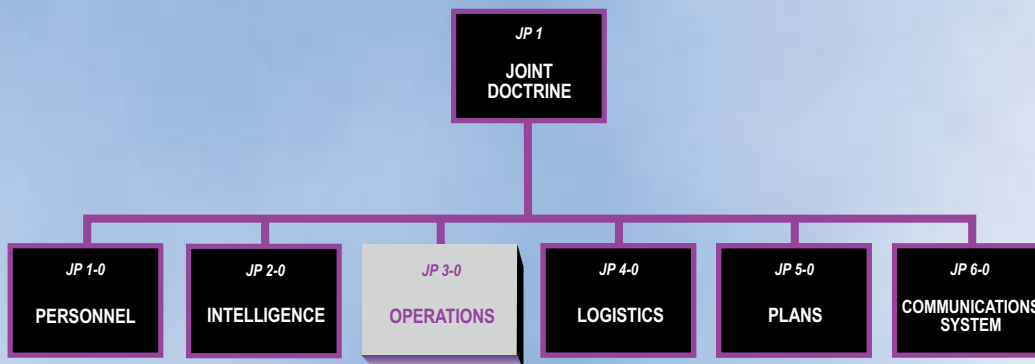 JP 1
JOINT
DOCTRINE
JP 1-0
PERSONNEL
JP 2-0
INTELLIGENCE
JP 3-0
OPERATIONS
JP 4-0
LOGISTICS
JP 5-0
PLANS
JP 6-0
COMMUNICATIONS
SYSTEM